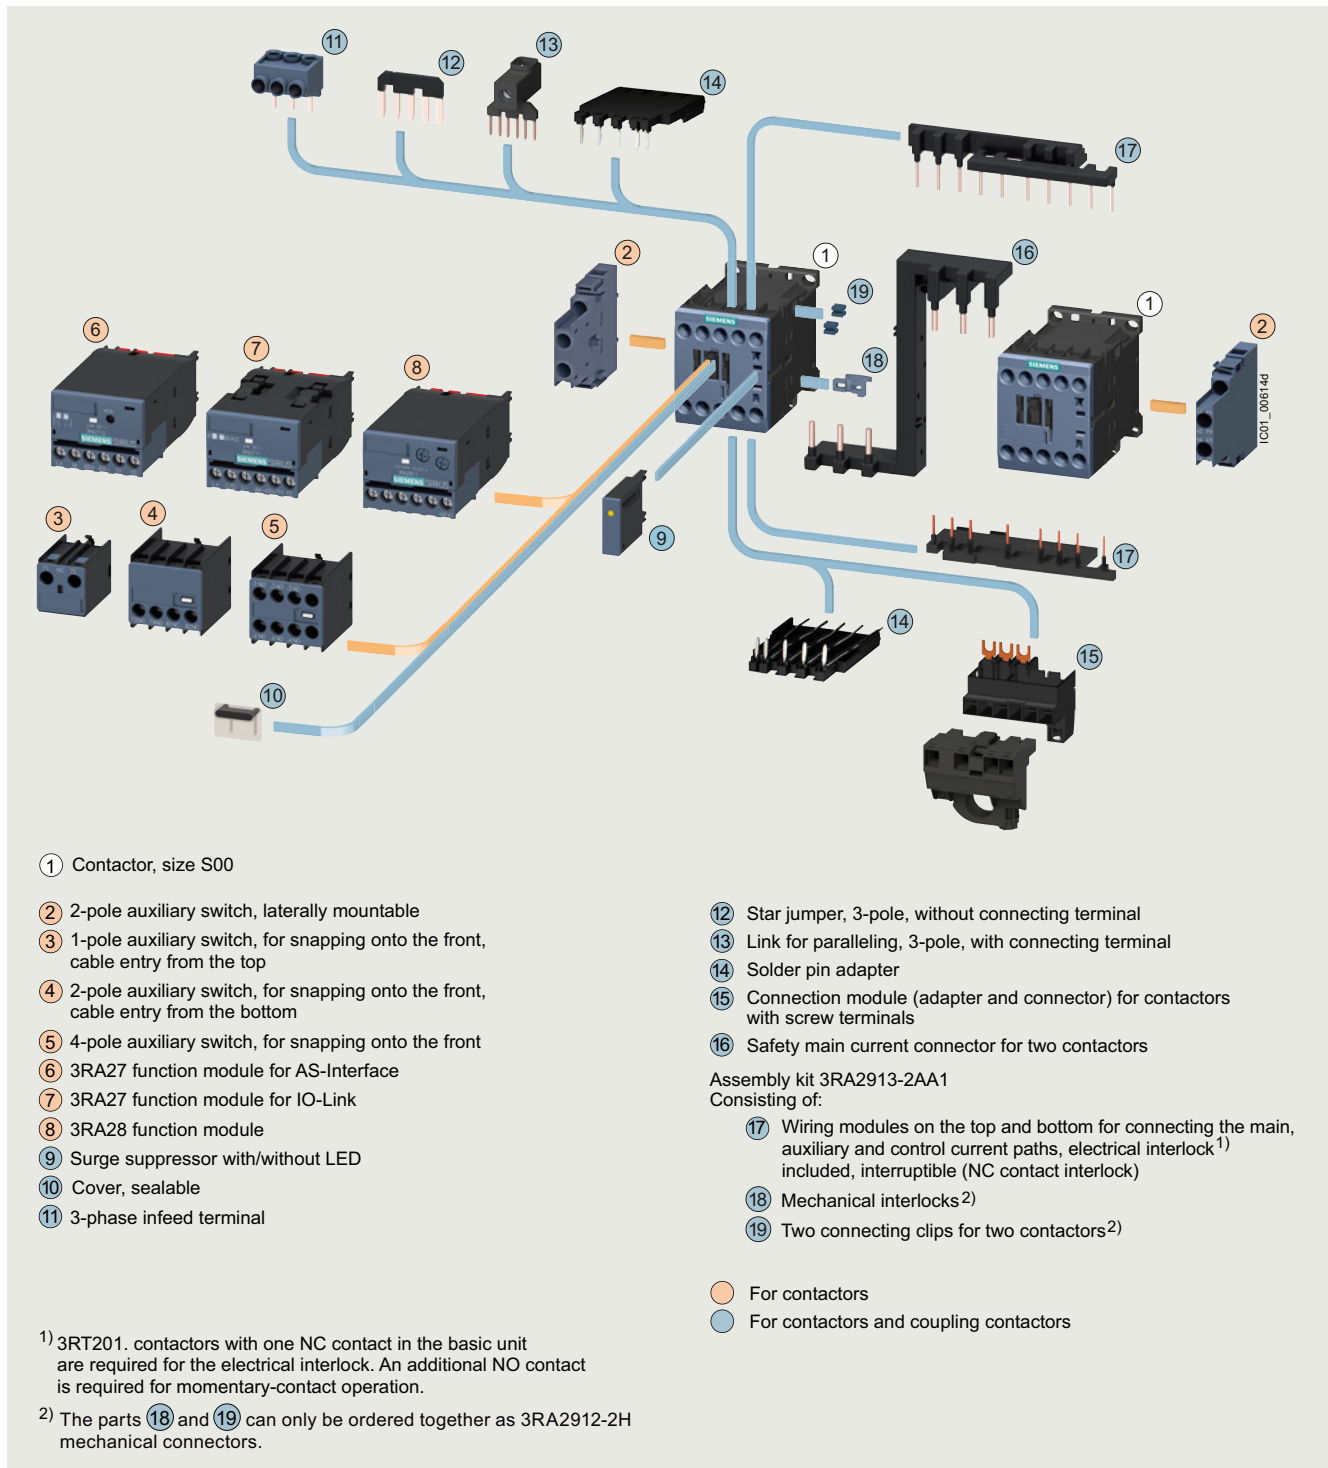 11
12
13
14
17
2
1
16
19
1
6
7
8
18
2
SIEMENS
SIEMENS
IC01_00614d
SIEMENS SIRIUS
SIEMENS SIRIUS
SIEMENS SIRIUS
3
4
5
9
17
14
15
10
1 Contactor, size S00
2 2-pole auxiliary switch, laterally mountable
3 1-pole auxiliary switch, for snapping onto the front,
cable entry from the top
4 2-pole auxiliary switch, for snapping onto the front,
cable entry from the bottom
5 4-pole auxiliary switch, for snapping onto the front
6 3RA27 function module for AS-Interface
7 3RA27 function module for IO-Link
8 3RA28 function module
9 Surge suppressor with/without LED
10 Cover, sealable
11 3-phase infeed terminal
12 Star jumper, 3-pole, without connecting terminal
13 Link for paralleling, 3-pole, with connecting terminal
14 Solder pin adapter
15 Connection module (adapter and connector) for contactors
with screw terminals
16 Safety main current connector for two contactors
Assembly kit 3RA2913-2AA1
Consisting of:
17 Wiring modules on the top and bottom for connecting the main,
auxiliary and control current paths, electrical interlock1)
included, interruptible (NC contact interlock)
18 Mechanical interlocks2)
19 Two connecting clips for two contactors2)
For contactors
For contactors and coupling contactors
1) 3RT201. contactors with one NC contact in the basic unit
are required for the electrical interlock. An additional NO contact
is required for momentary-contact operation.
2) The parts 18 and 19 can only be ordered together as 3RA2912-2H
mechanical connectors.